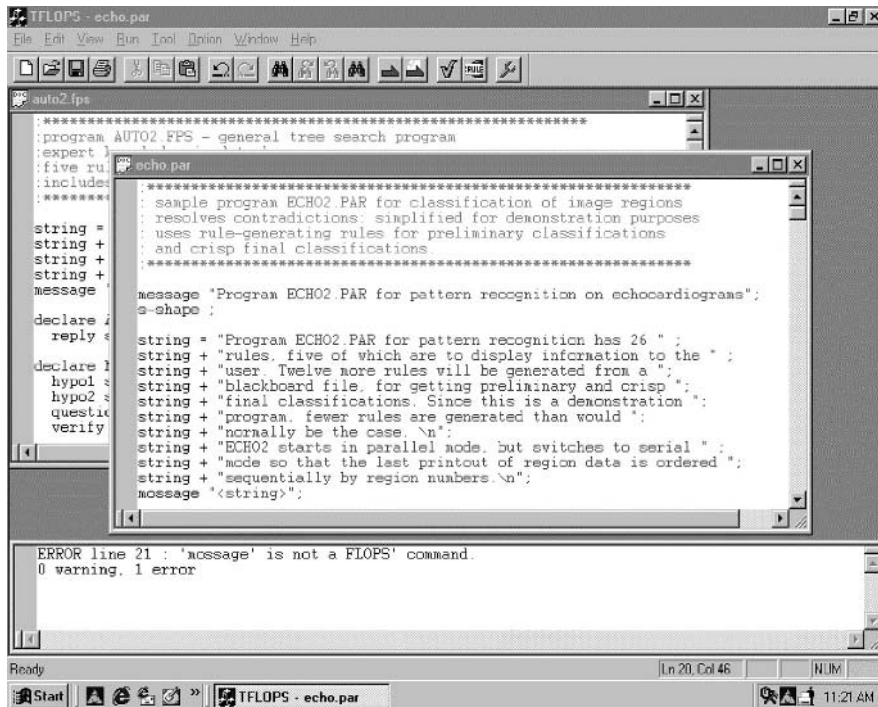 TFLOPS - echo.par
File Edit View Run Tool Option Window Help
RULE
auto2.fps
:*************************************************************
:program AUTO2.FPS - general tree search program
:expert
:five rul
:includes
:********
string =
string +
string +
string +
message "
declare
reply s
declare
hypo1 s
hypo2 s
questio
verify
echo.par
:*************************************************************
: sample program ECHO2.PAR for classification of image regions
: resolves contradictions; simplified for demonstration purposes
: uses rule-generating rules for preliminary classifications
: and crisp final classifications.
:*************************************************************
message "Program ECHO2.PAR for pattern recognition on echocardiograms";
s-shape ;
string = "Program ECHO2.PAR for pattern recognition has 26 " ;
string + "rules, five of which are to display information to the " ;
string + "user. Twelve more rules will be generated from a ";
string + "blackboard file, for getting preliminary and crisp ";
string + "final classifications. Since this is a demonstration ";
string + "program, fewer rules are generated than would ";
string + "normally be the case. \n";
string + "ECHO2 starts in parallel mode, but switches to serial " ;
string + "mode so that the last printout of region data is ordered ";
string + "sequentially by region numbers.\n";
mossage "<string>";
ERROR line 21 : 'mossage' is not a FLOPS' command.
0 warning, 1 error
Ready
Ln 20, Col 46
NUM
Start
TFLOPS - echo.par
11:21 AM